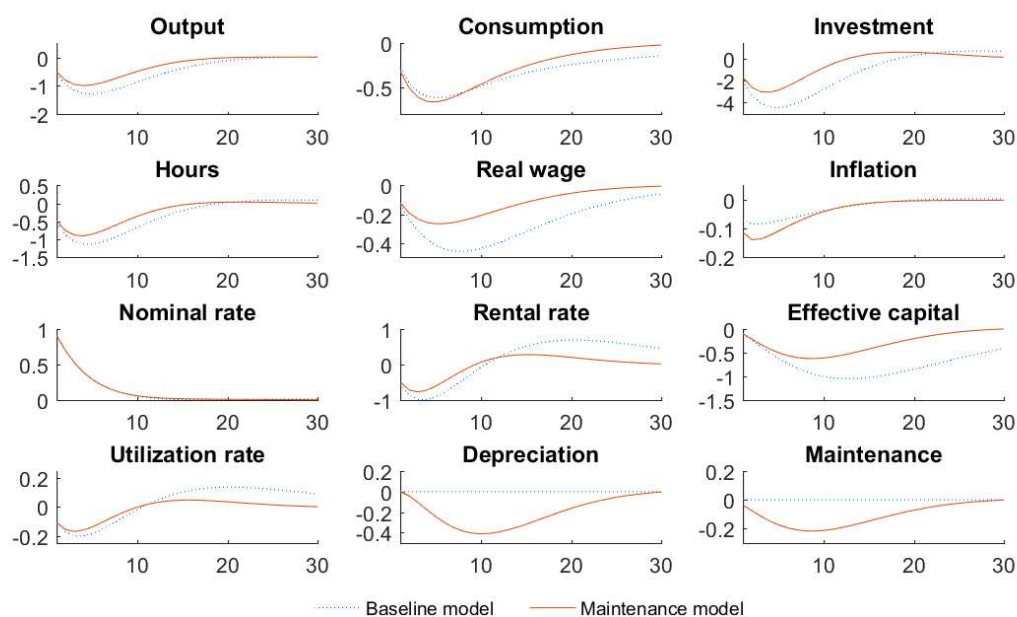 Output
0
-1
-2
10 20 30
Consumption
0
-0.5
10 20 30
Investment
0
-2
-4
10 20 30
Hours
0.5
0
-0.5
-1
-1.5
10 20 30
Real wage
0
-0.2
-0.4
10 20 30
Inflation
0
-0.1
-0.2
10 20 30
Nominal rate
1
0.5
0
10 20 30
Rental rate
1
0
-1
10 20 30
Effective capital
0
-0.5
-1
-1.5
10 20 30
Utilization rate
0.2
0
-0.2
10 20 30
Depreciation
0.2
0
-0.2
-0.4
10 20 30
Maintenance
0.2
0
-0.2
10 20 30
Baseline model Maintenance model